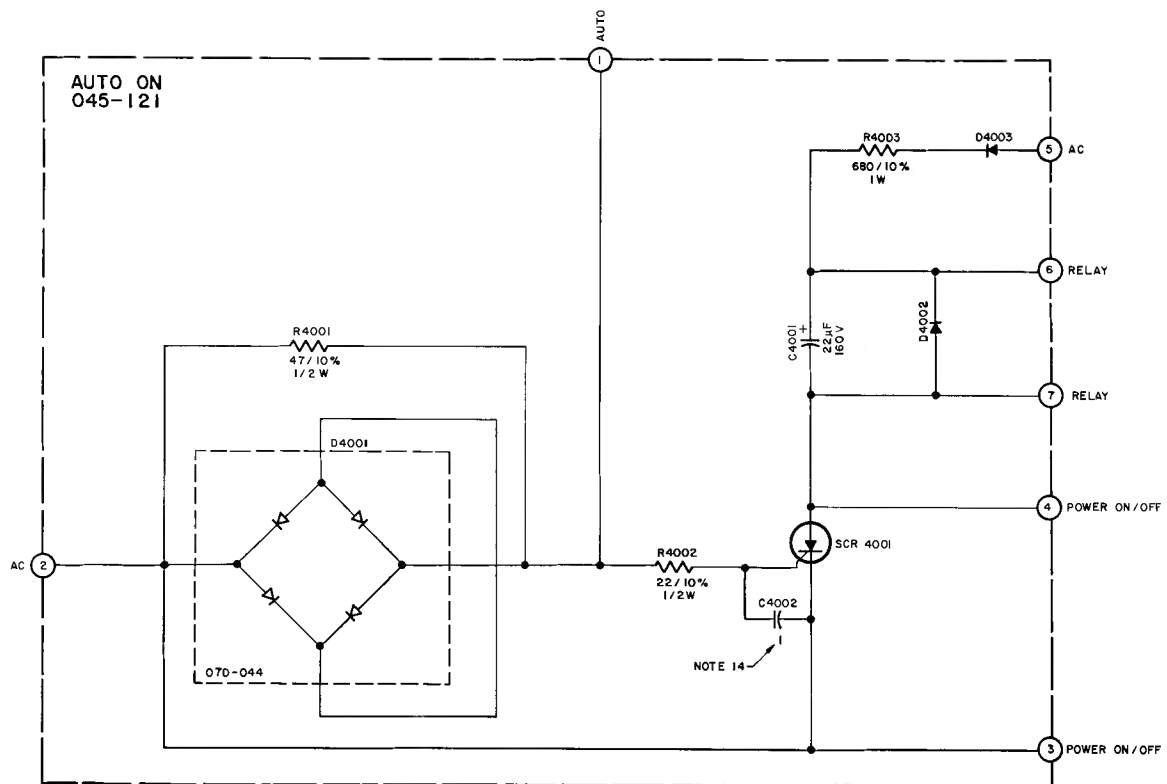 AUTO
1
AUTO ON
045-121
R40D3
680/10%
1W
D4003
5 AC
6 RELAY
C4001
+
22µF
160V
D4002
R4001
47/10%
1/2W
7 RELAY
D4001
4 POWER ON/OFF
SCR 4001
AC 2
R4002
22/10%
1/2W
C4002
NOTE 14
07D-044
3 POWER ON/OFF